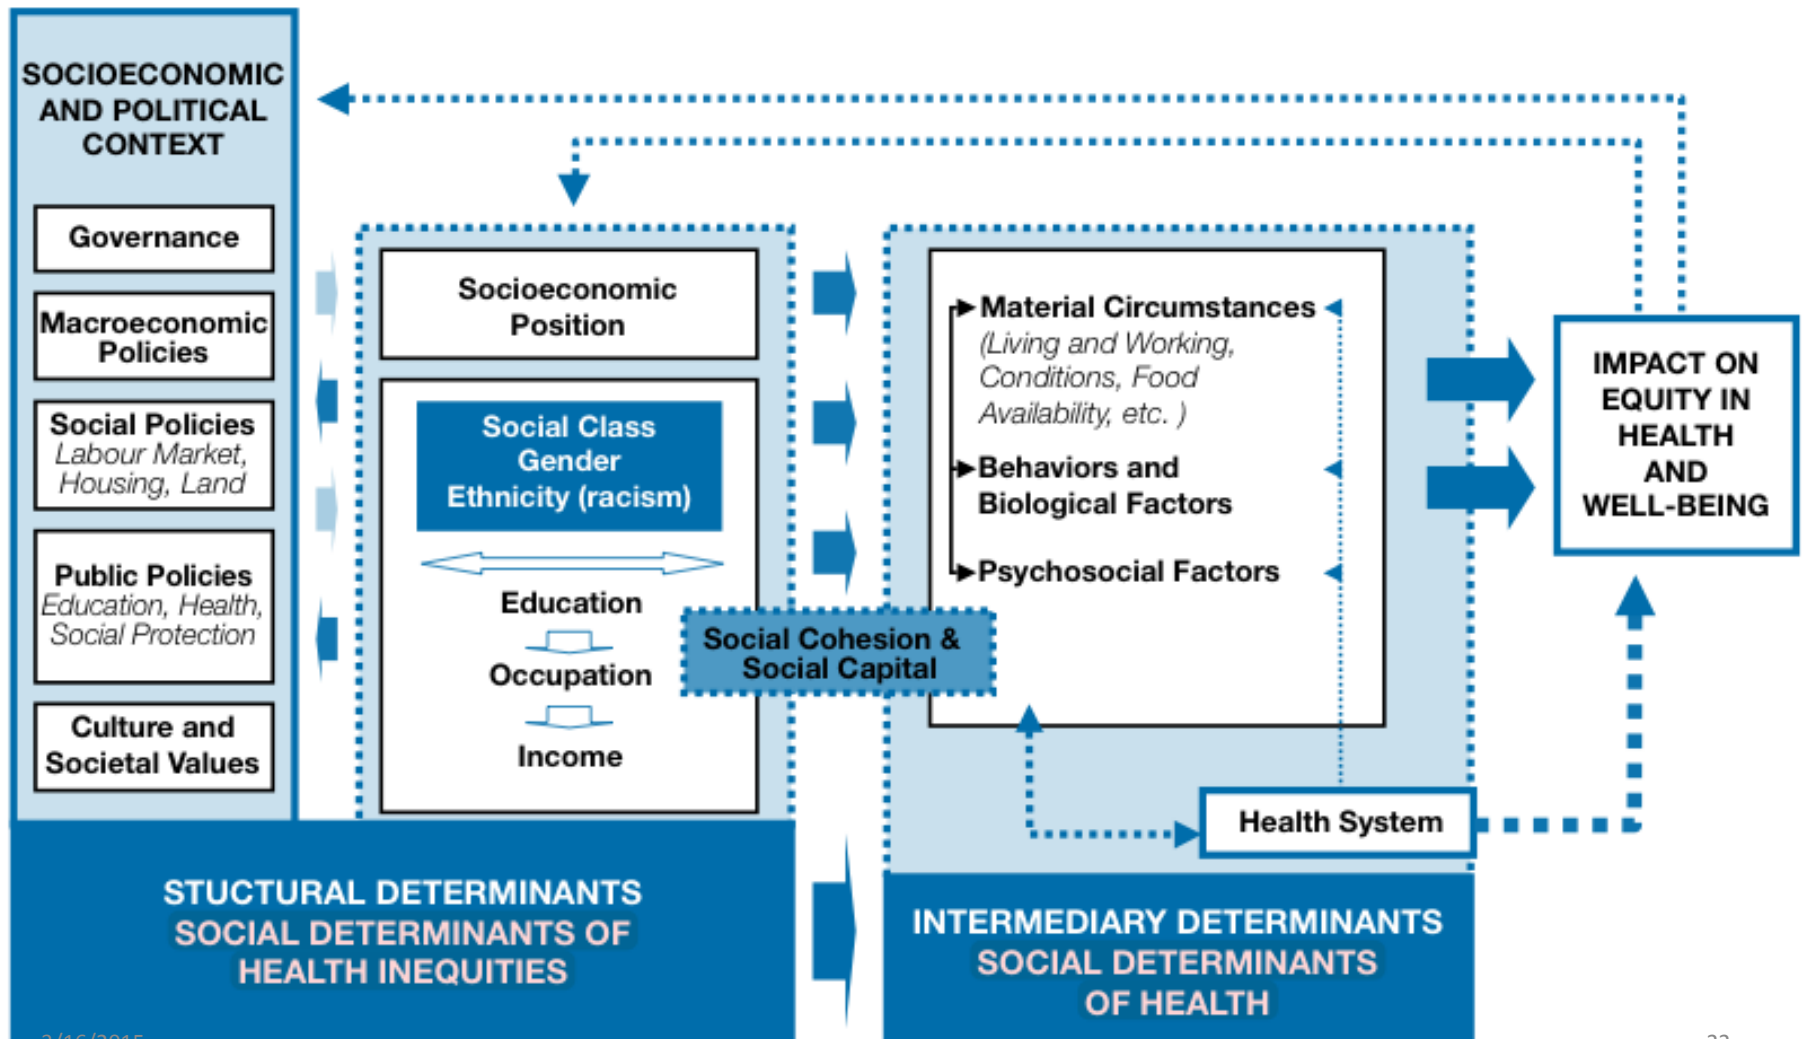 SOCIOECONOMIC
AND POLITICAL
CONTEXT
Governance
Macroeconomic
Policies
Social Policies
Labour Market,
Housing, Land
Public Policies
Education, Health,
Social Protection
Culture and
Societal Values
Socioeconomic
Position
Social Class
Gender
Ethnicity (racism)
Education
Occupation
Income
Social Cohesion &
Social Capital
Material Circumstances
(Living and Working,
Conditions, Food
Availability, etc. )
Behaviors and
Biological Factors
Psychosocial Factors
Health System
IMPACT ON
EQUITY IN
HEALTH
AND
WELL-BEING
STUCTURAL DETERMINANTS
SOCIAL DETERMINANTS OF
HEALTH INEQUITIES
INTERMEDIARY DETERMINANTS
SOCIAL DETERMINANTS
OF HEALTH